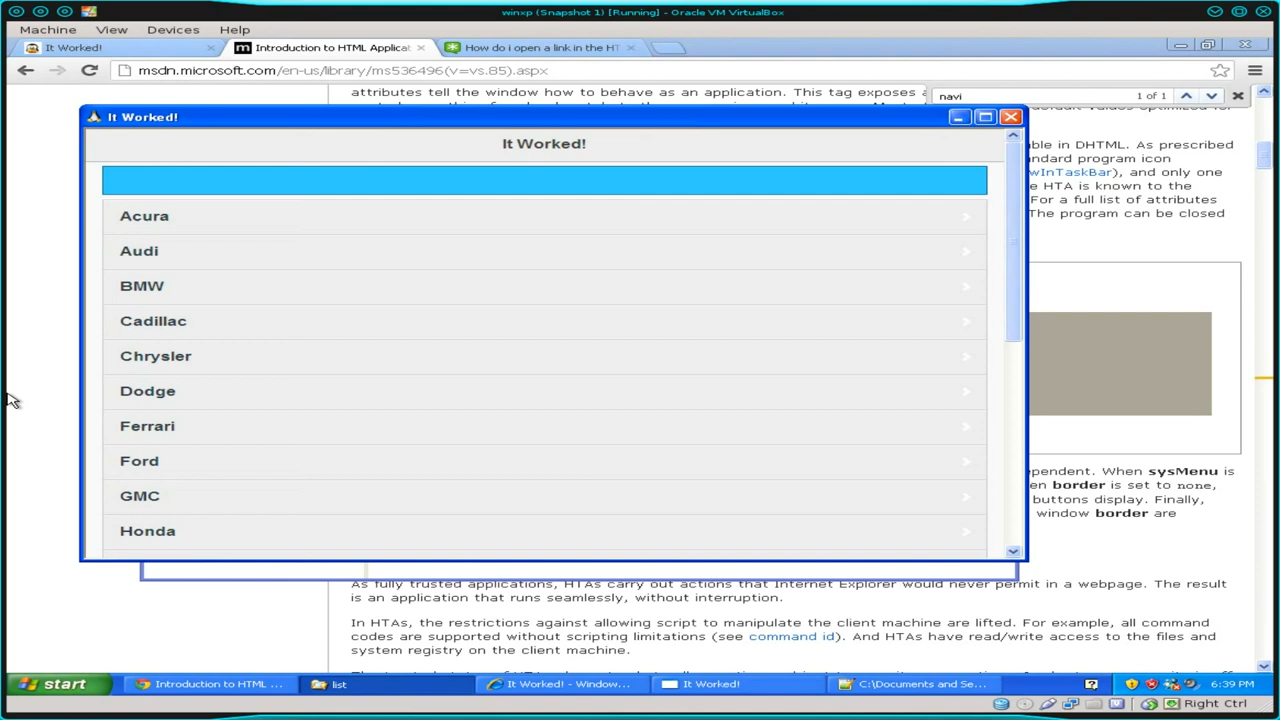 winxp (Snapshot 1) [Running] - Oracle VM VirtualBox
Machine View Devices Help
It Worked!
Introduction to HTML Applicat
How do i open a link in the HT
msdn.microsoft.com/en-us/library/ms536496(v=vs.85).aspx
attributes tell the window how to behave as an application. This tag exposes a
navi
1 of 1
It Worked!
It Worked!
able in DHTML. As prescribed
ndard program icon
wInTaskBar), and only one
e HTA is known to the
For a full list of attributes
The program can be closed
Acura
Audi
BMW
Cadillac
Chrysler
Dodge
Ferrari
Ford
GMC
Honda
pendent. When sysMenu is
en border is set to none,
buttons display. Finally,
window border are
As fully trusted applications, HTAs carry out actions that Internet Explorer would never permit in a webpage. The result
is an application that runs seamlessly, without interruption.
In HTAs, the restrictions against allowing script to manipulate the client machine are lifted. For example, all command
codes are supported without scripting limitations (see command id). And HTAs have read/write access to the files and
system registry on the client machine.
start
Introduction to HTML ...
list
It Worked! - Window...
It Worked!
C:\Documents and Se...
6:39 PM
Right Ctrl